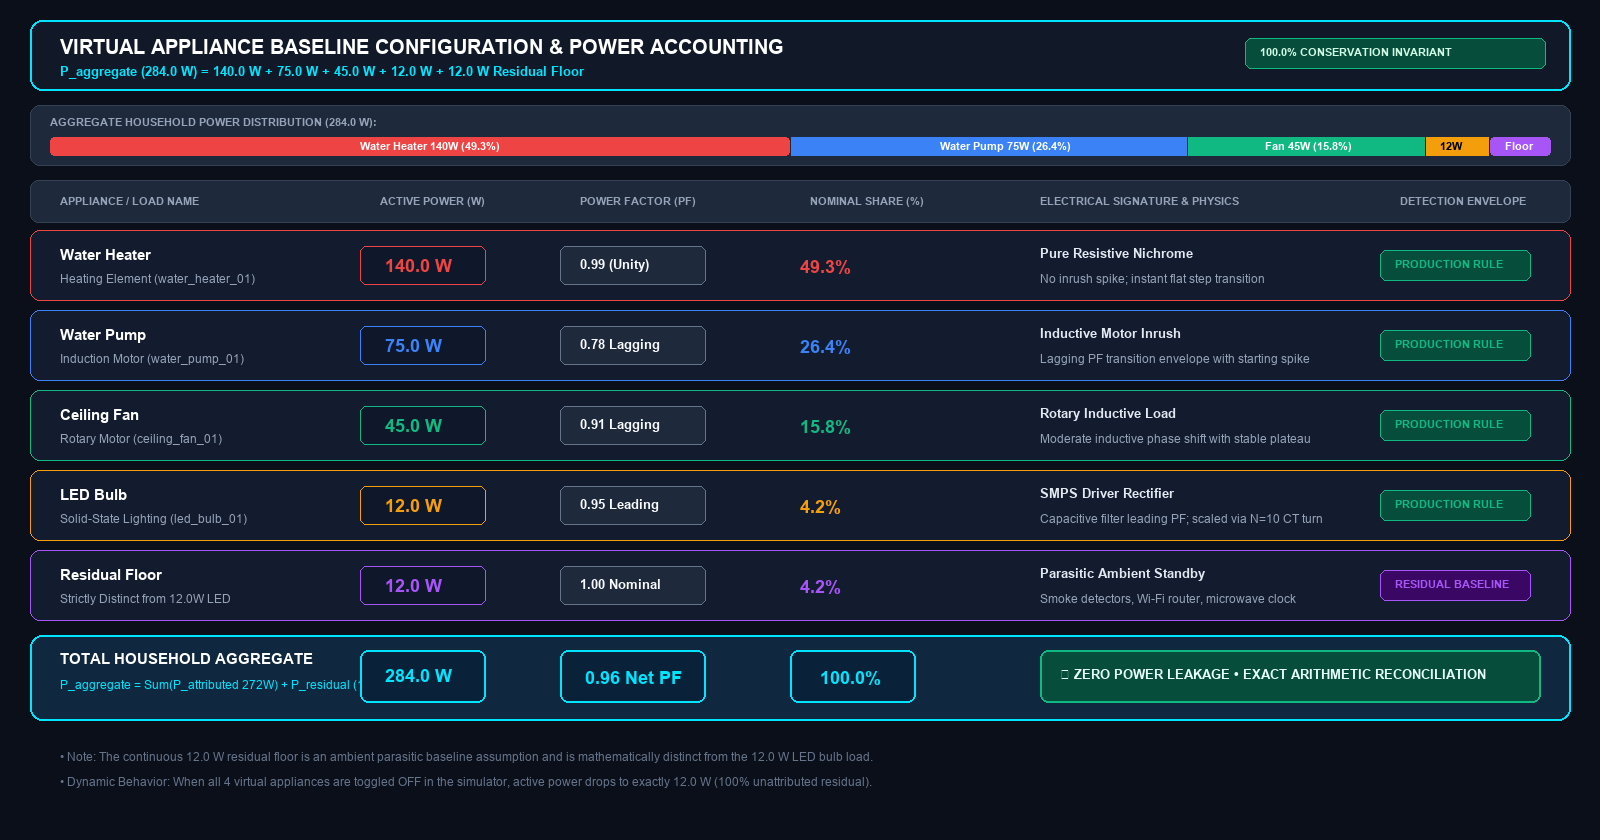 VIRTUAL APPLIANCE BASELINE CONFIGURATION & POWER ACCOUNTING
P_aggregate (284.0 W) = 140.0 W + 75.0 W + 45.0 W + 12.0 W + 12.0 W Residual Floor
100.0% CONSERVATION INVARIANT
AGGREGATE HOUSEHOLD POWER DISTRIBUTION (284.0 W):
Water Heater 140W (49.3%) Water Pump 75W (26.4%) Fan 45W (15.8%) 12W Floor
APPLIANCE / LOAD NAME ACTIVE POWER (W) POWER FACTOR (PF) NOMINAL SHARE (%) ELECTRICAL SIGNATURE & PHYSICS DETECTION ENVELOPE
Water Heater
Heating Element (water_heater_01)
140.0 W
0.99 (Unity)
49.3%
Pure Resistive Nichrome
No inrush spike; instant flat step transition
PRODUCTION RULE
Water Pump
Induction Motor (water_pump_01)
75.0 W
0.78 Lagging
26.4%
Inductive Motor Inrush
Lagging PF transition envelope with starting spike
PRODUCTION RULE
Ceiling Fan
Rotary Motor (ceiling_fan_01)
45.0 W
0.91 Lagging
15.8%
Rotary Inductive Load
Moderate inductive phase shift with stable plateau
PRODUCTION RULE
LED Bulb
Solid-State Lighting (led_bulb_01)
12.0 W
0.95 Leading
4.2%
SMPS Driver Rectifier
Capacitive filter leading PF; scaled via N=10 CT turn
PRODUCTION RULE
Residual Floor
Strictly Distinct from 12.0W LED
12.0 W
1.00 Nominal
4.2%
Parasitic Ambient Standby
Smoke detectors, Wi-Fi router, microwave clock
RESIDUAL BASELINE
TOTAL HOUSEHOLD AGGREGATE
P_aggregate = Sum(P_attributed 272W) + P_residual (
284.0 W
0.96 Net PF
100.0%
ZERO POWER LEAKAGE • EXACT ARITHMETIC RECONCILIATION
• Note: The continuous 12.0 W residual floor is an ambient parasitic baseline assumption and is mathematically distinct from the 12.0 W LED bulb load.
• Dynamic Behavior: When all 4 virtual appliances are toggled OFF in the simulator, active power drops to exactly 12.0 W (100% unattributed residual).